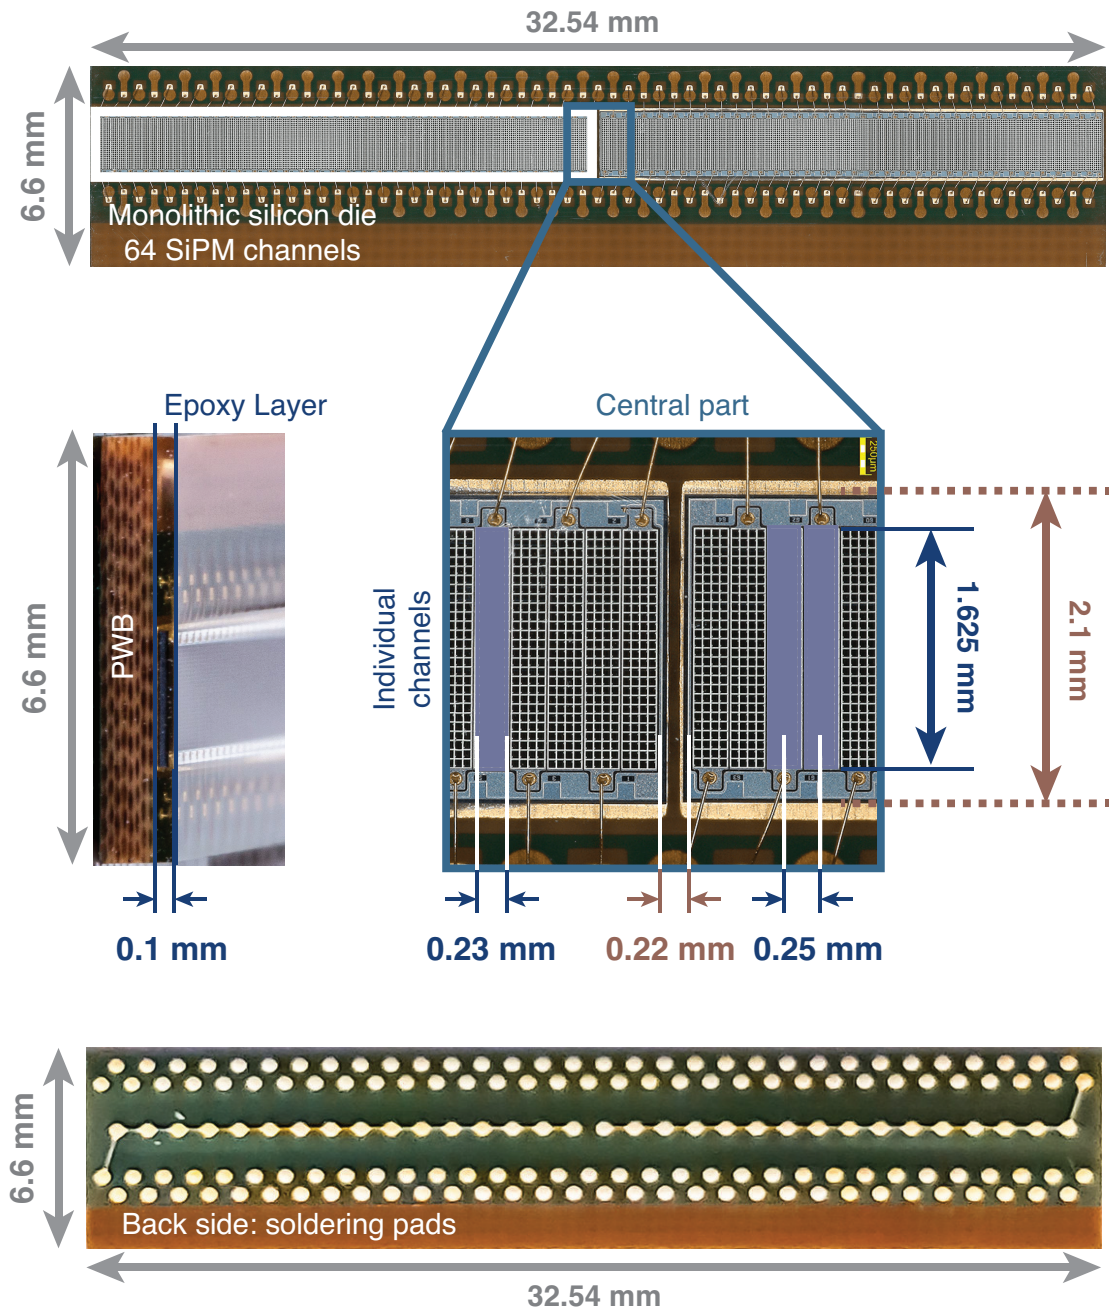 32.54 mm
6.6 mm
Monolithic silicon die
64 SiPM channels
Epoxy Layer
Central part
6.6 mm
PWB
Individual
channels
250µm
1.625 mm
2.1 mm
0.1 mm
0.23 mm
0.22 mm
0.25 mm
6.6 mm
Back side: soldering pads
32.54 mm